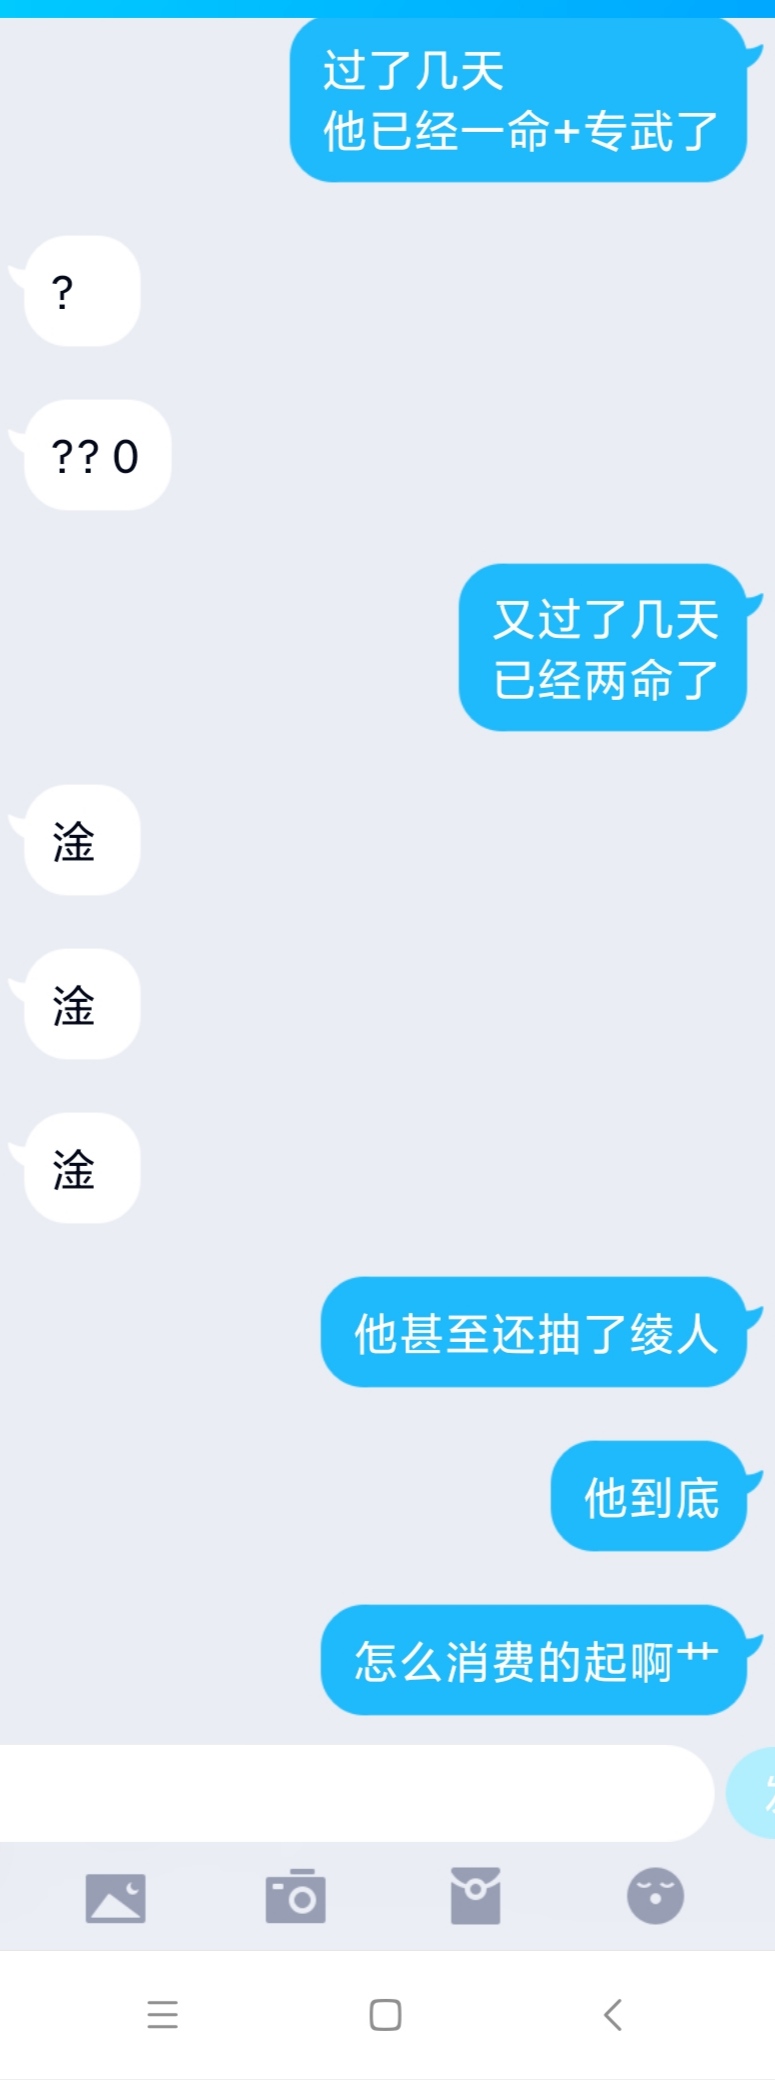 过了几天
他已经一命+专武了
?
?? 0
又过了几天
已经两命了
淦
淦
淦
他甚至还抽了绫人
他到底
怎么消费的起啊艹